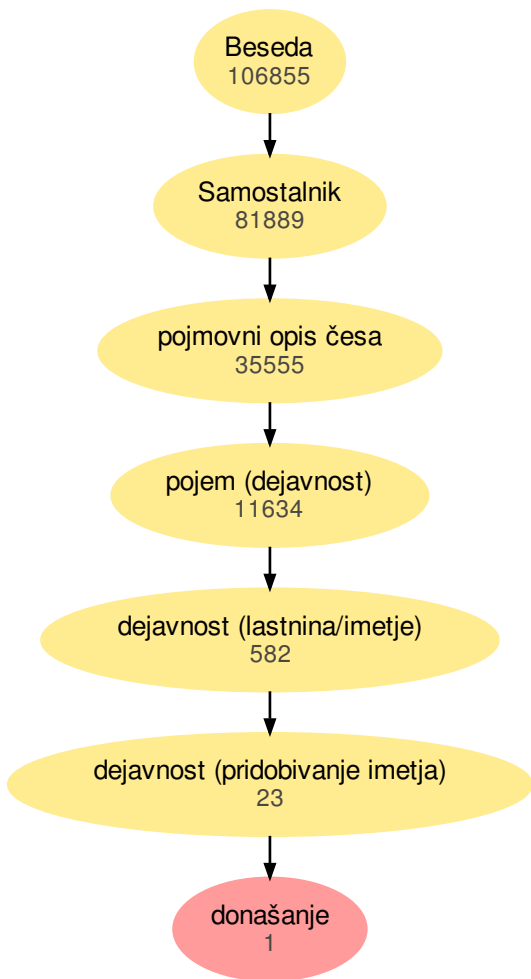 Beseda
106855
Samostalnik
81889
pojmovni opis česa
35555
pojem (dejavnost)
11634
dejavnost (lastnina/imetje)
582
dejavnost (pridobivanje imetja)
23
donašanje
1